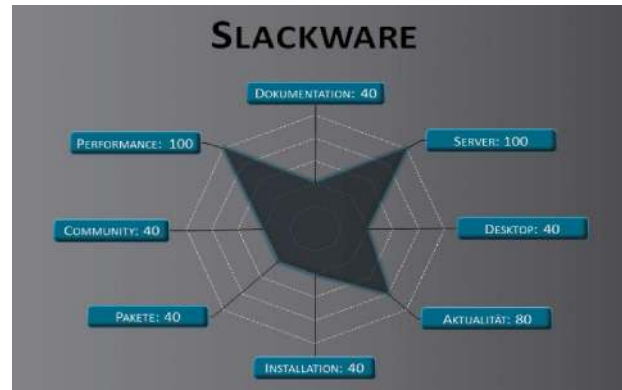 SLACKWARE
DOKUMENTATION: 40
PERFORMANCE: 100
SERVER: 100
COMMUNITY: 40
DESKTOP: 40
PAKETE: 40
AKTUALITÄT: 80
INSTALLATION: 40